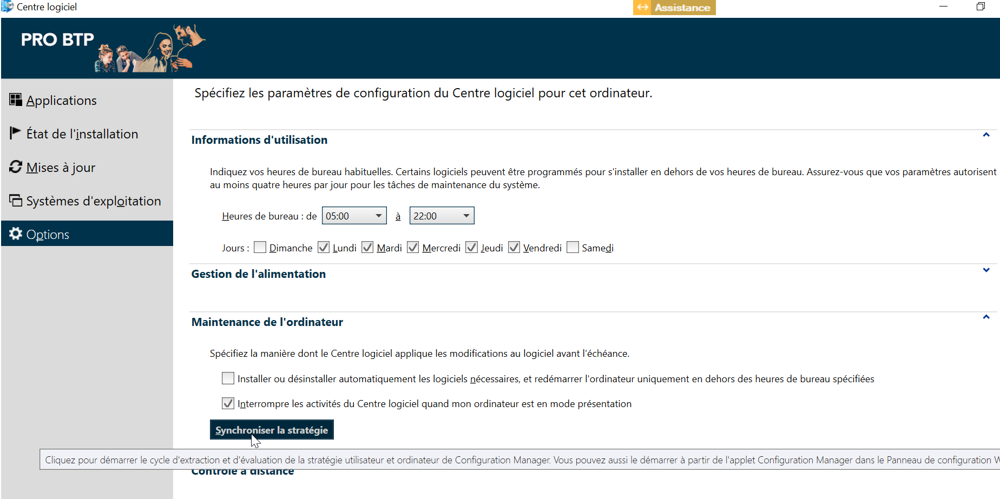 Centre logiciel
Assistance
PRO BTP
Applications
État de l'installation
Mises à jour
Systèmes d'exploitation
Options
Spécifiez les paramètres de configuration du Centre logiciel pour cet ordinateur.
Informations d'utilisation
Indiquez vos heures de bureau habituelles. Certains logiciels peuvent être programmés pour s'installer en dehors de vos heures de bureau. Assurez-vous que vos paramètres autorisent
au moins quatre heures par jour pour les tâches de maintenance du système.
Heures de bureau : de 05:00 à 22:00
Jours : Dimanche Lundi Mardi Mercredi Jeudi Vendredi Samedi
Gestion de l'alimentation
Maintenance de l'ordinateur
Spécifiez la manière dont le Centre logiciel applique les modifications au logiciel avant l'échéance.
Installer ou désinstaller automatiquement les logiciels nécessaires, et redémarrer l'ordinateur uniquement en dehors des heures de bureau spécifiées
Interrompre les activités du Centre logiciel quand mon ordinateur est en mode présentation
Synchroniser la stratégie
Cliquez pour démarrer le cycle d'extraction et d'évaluation de la stratégie utilisateur et ordinateur de Configuration Manager. Vous pouvez aussi le démarrer à partir de l'applet Configuration Manager dans le Panneau de configuration W
Contrôle à distance